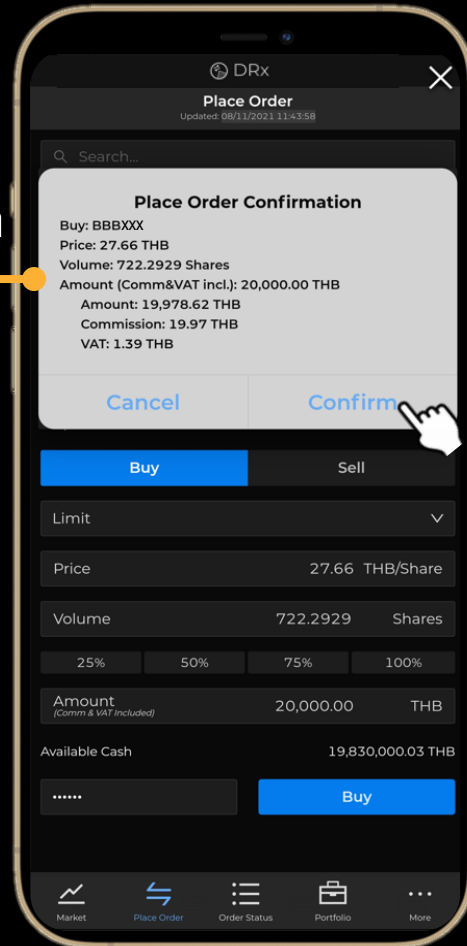 DRx
Place Order
Updated: 08/11/2021 11:43:58
Search...
Place Order Confirmation
Buy: BBBXXX
Price: 27.66 THB
Volume: 722.2929 Shares
Amount (Comm&VAT incl.): 20,000.00 THB
Amount: 19,978.62 THB
Commission: 19.97 THB
VAT: 1.39 THB
Cancel Confirm
Buy Sell
Limit
Price 27.66 THB/Share
Volume 722.2929 Shares
25% 50% 75% 100%
Amount 20,000.00 THB
(Comm & VAT Included)
Available Cash 19,830,000.03 THB
•••••• Buy
Market Place Order Order Status Portfolio More